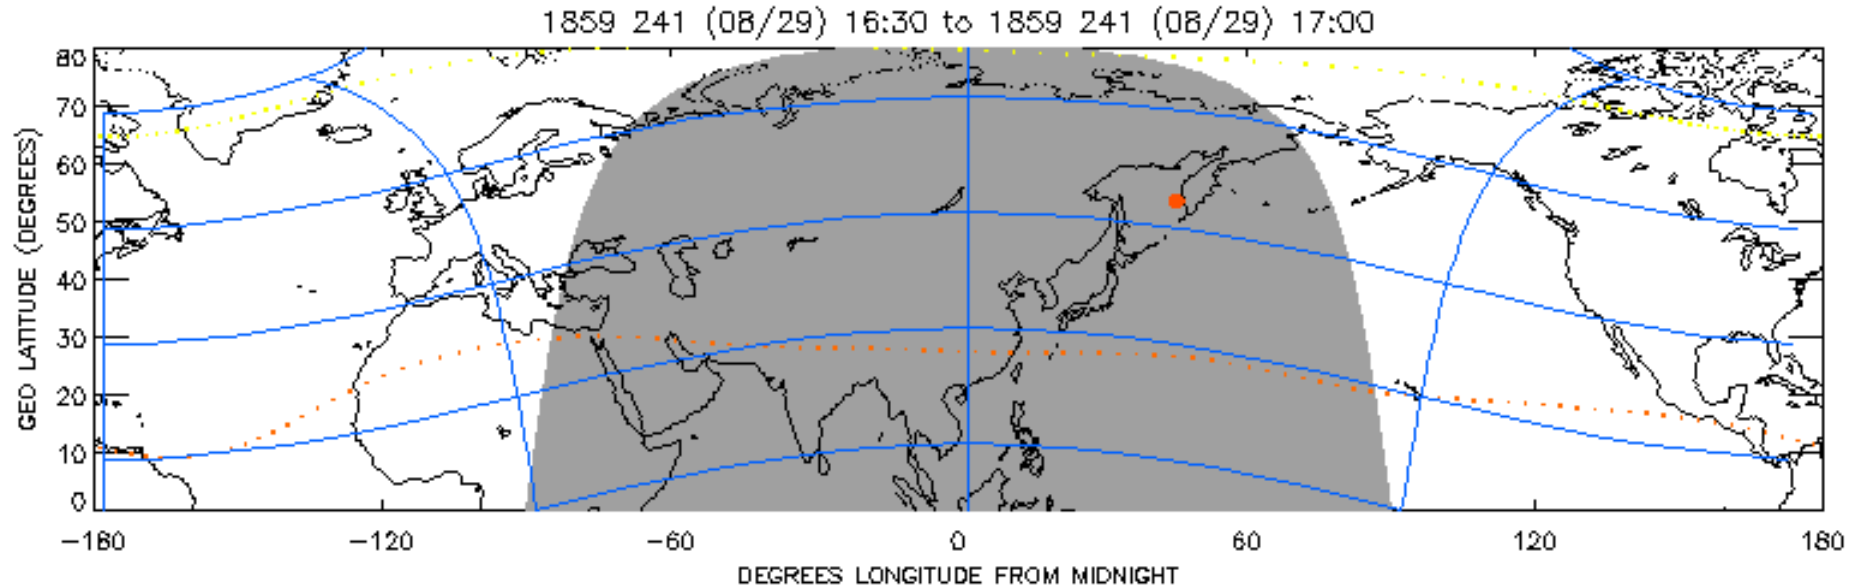 1859 241 (08/29) 16:30 to 1859 241 (08/29) 17:00
GEO LATITUDE (DEGREES)
80
70
60
50
40
30
20
10
0
-180 -120 -60 0 60 120 180
DEGREES LONGITUDE FROM MIDNIGHT